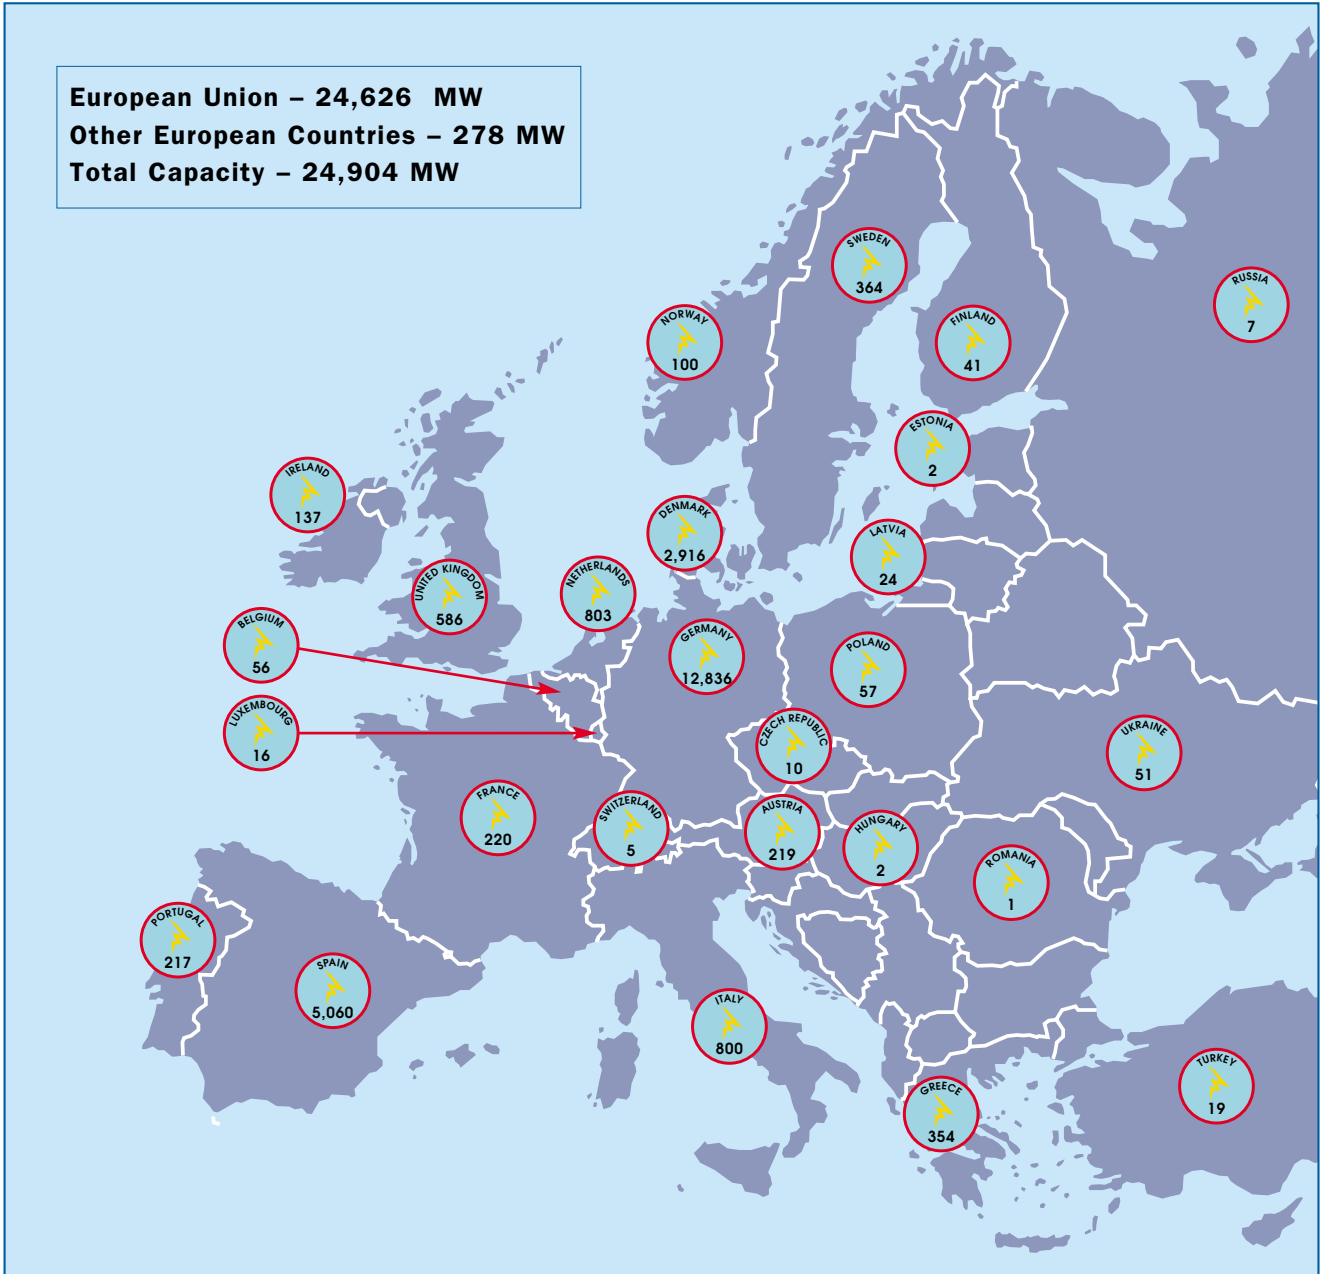 European Union – 24,626 MW
Other European Countries – 278 MW
Total Capacity – 24,904 MW
SWEDEN
364
RUSSIA
7
NORWAY
100
FINLAND
41
ESTONIA
2
IRELAND
137
DENMARK
2,916
LATVIA
24
UNITED KINGDOM
586
NETHERLANDS
803
BELGIUM
56
GERMANY
12,836
POLAND
57
LUXEMBOURG
16
CZECH REPUBLIC
10
UKRAINE
51
FRANCE
220
SWITZERLAND
5
AUSTRIA
219
HUNGARY
2
ROMANIA
1
PORTUGAL
217
SPAIN
5,060
ITALY
800
GREECE
354
TURKEY
19